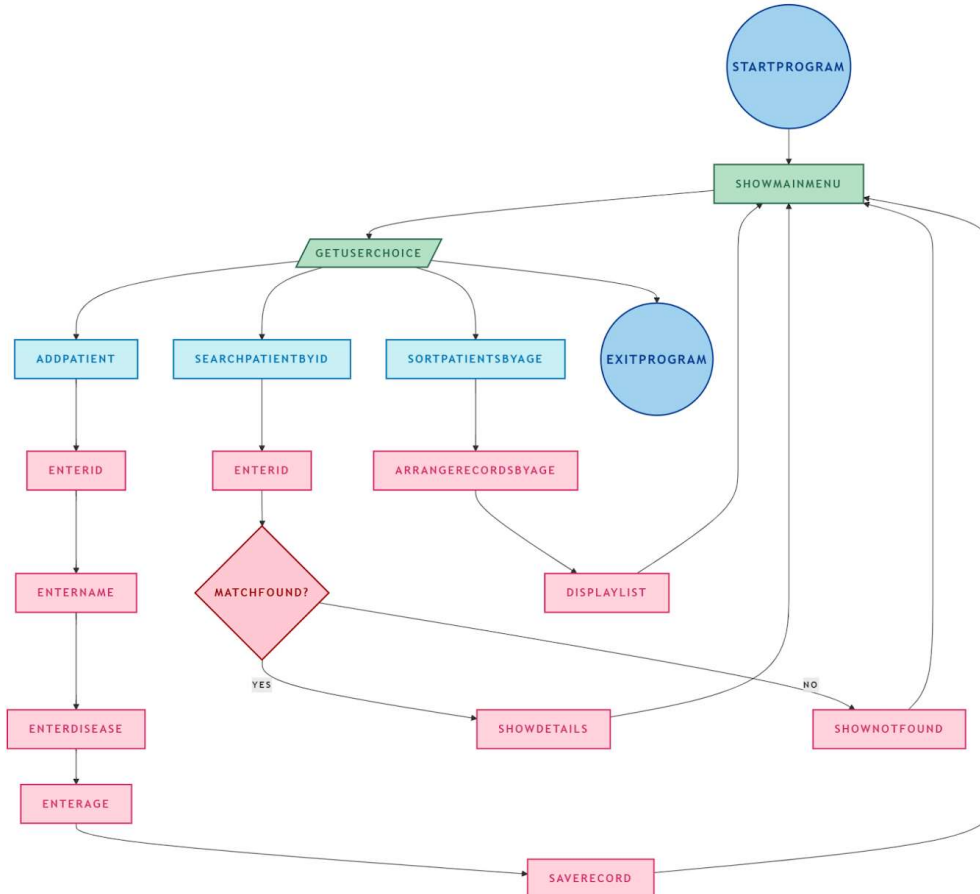 STARTPROGRAM
SHOWMAINMENU
GETUSERCHOICE
ADDPATIENT
SEARCHPATIENTBYID
SORTPATIENTSBYAGE
EXITPROGRAM
ENTERID
ENTERID
ARRANGERECORDSBYAGE
ENTERNAME
MATCHFOUND?
DISPLAYLIST
YES
NO
ENTERDISEASE
SHOWDETAILS
SHOWNOTFOUND
ENTERAGE
SAVERECORD